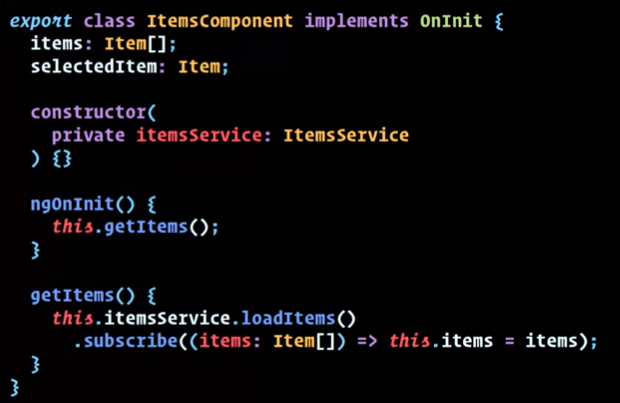 export class ItemsComponent implements OnInit {
  items: Item[];
  selectedItem: Item;

  constructor(
    private itemsService: ItemsService
  ) {}

  ngOnInit() {
    this.getItems();
  }

  getItems() {
    this.itemsService.loadItems()
      .subscribe((items: Item[]) => this.items = items);
  }
}